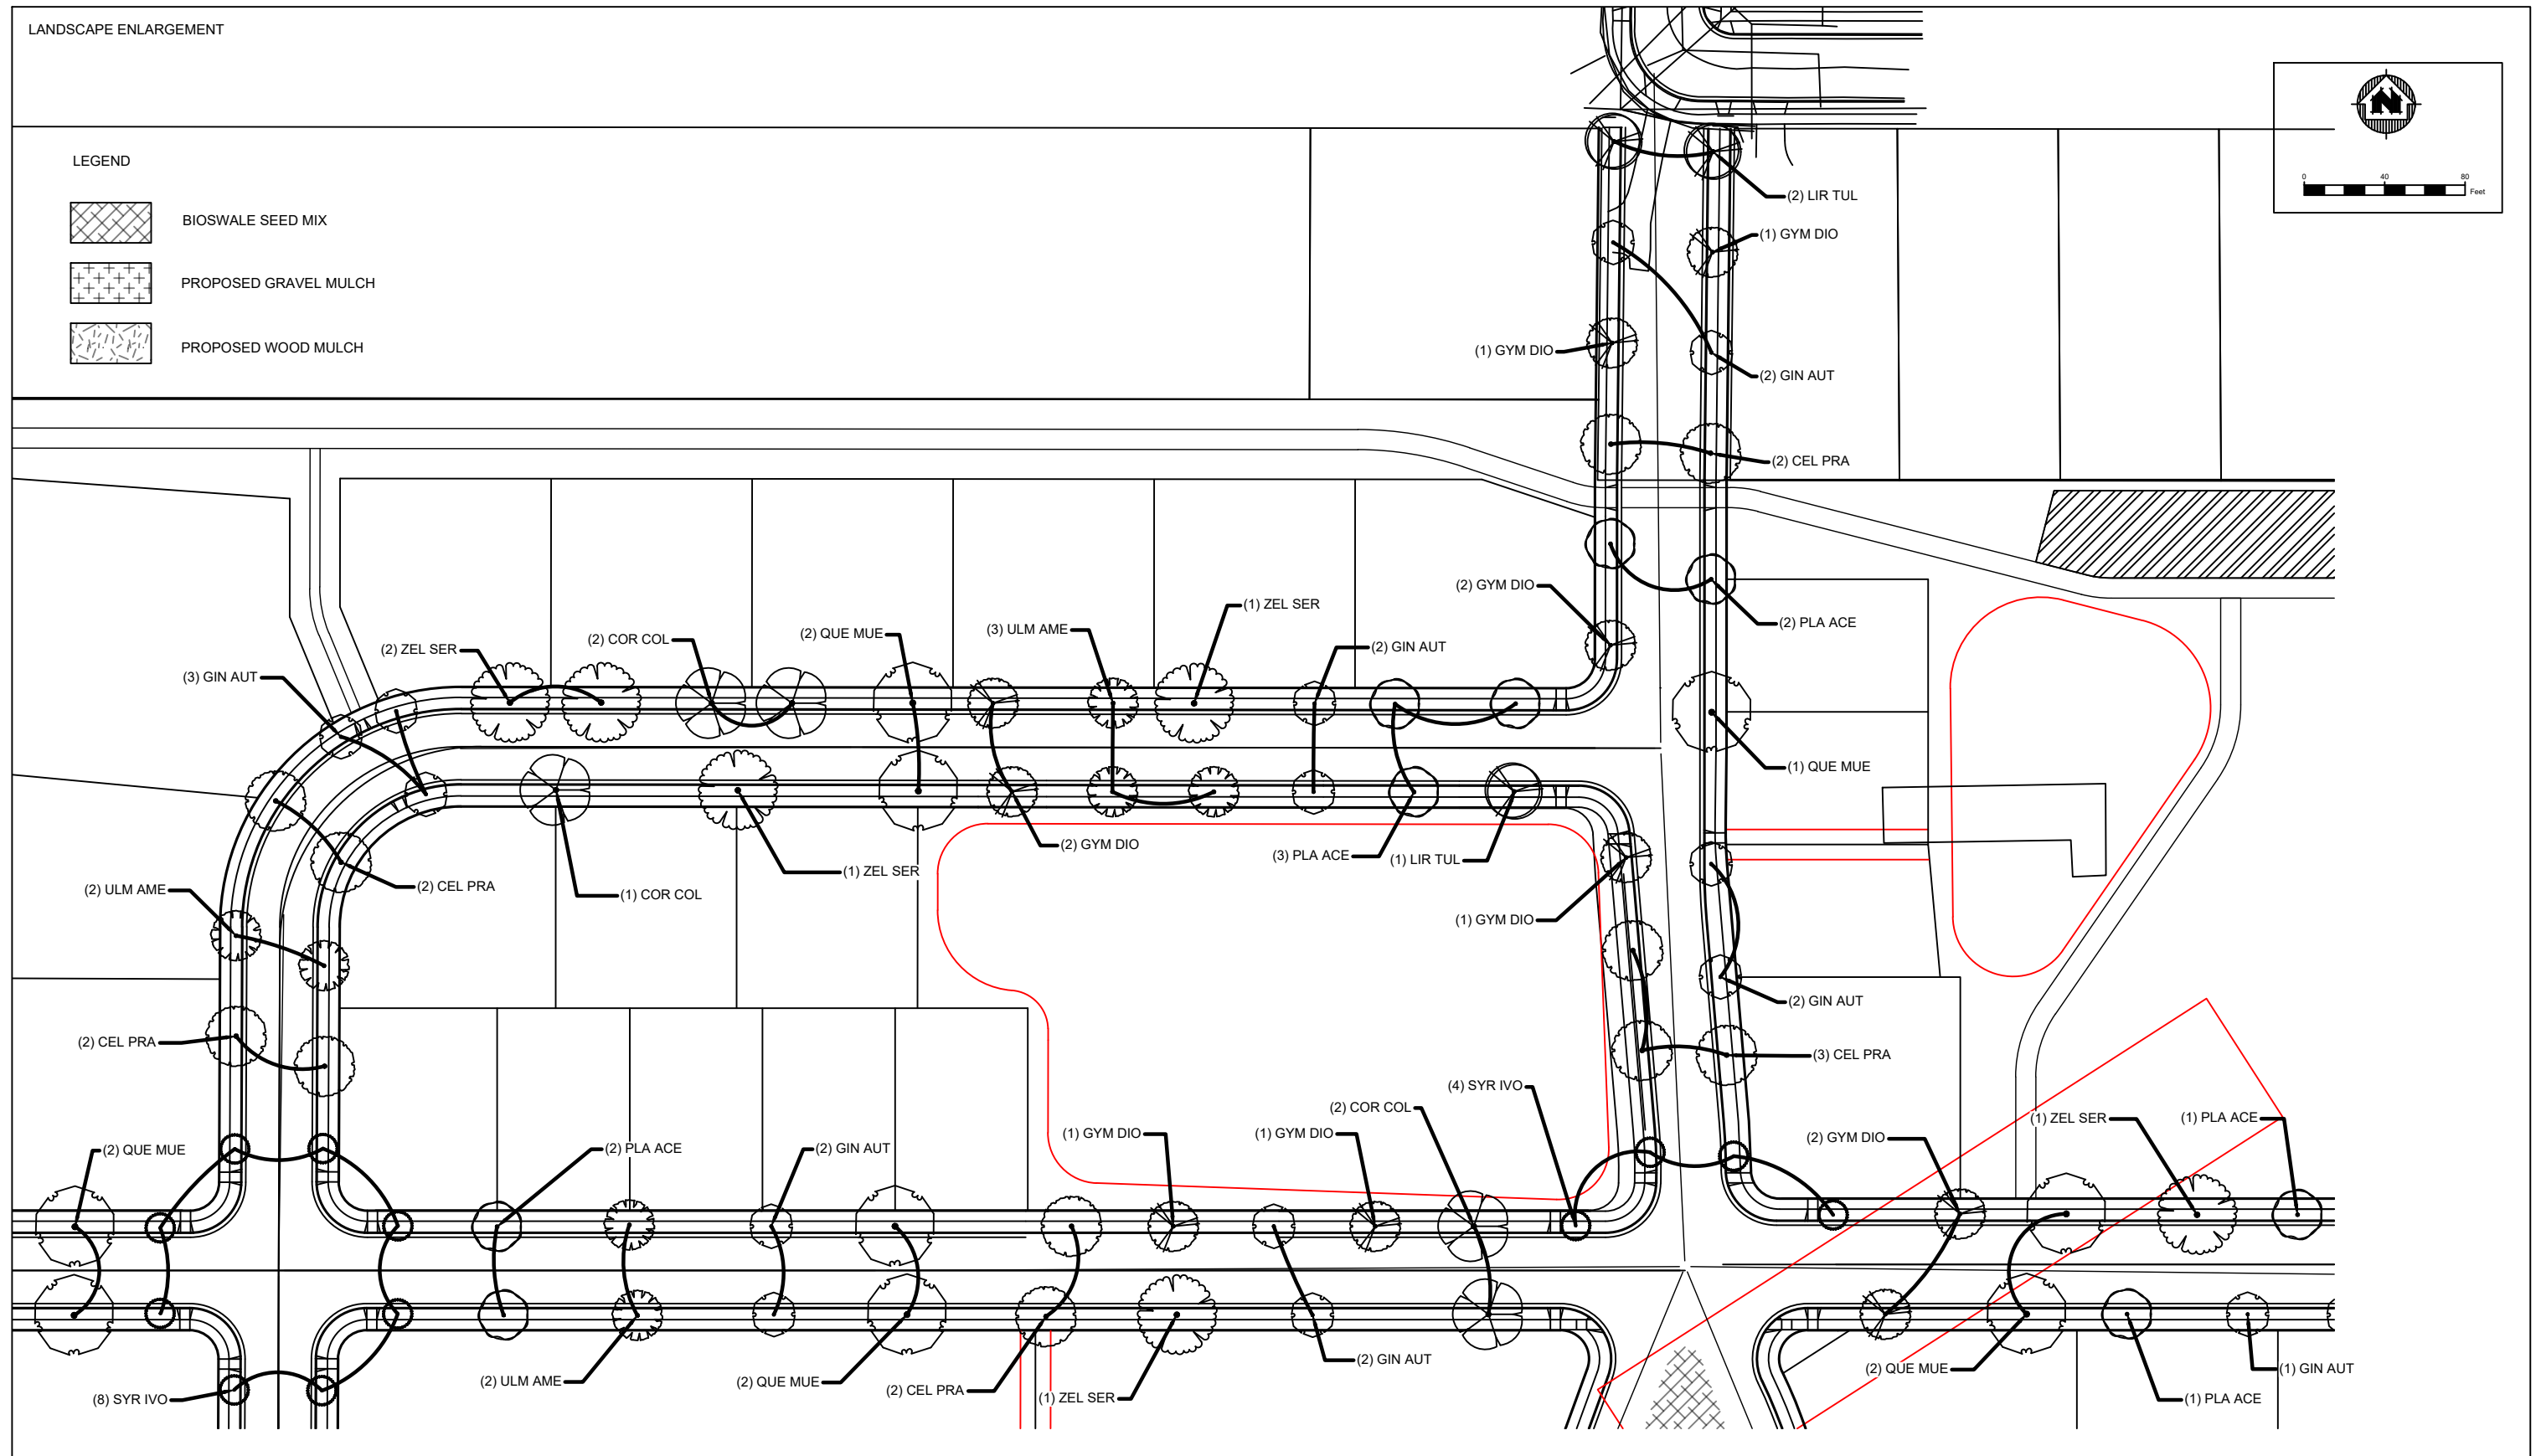 LANDSCAPE ENLARGEMENT
LEGEND
BIOSWALE SEED MIX
PROPOSED GRAVEL MULCH
PROPOSED WOOD MULCH
N
0 40 80
Feet
(2) LIR TUL
(1) GYM DIO
(1) GYM DIO
(2) GIN AUT
(2) CEL PRA
(2) GYM DIO
(2) PLA ACE
(1) ZEL SER
(3) ULM AME
(2) QUE MUE
(2) COR COL
(2) ZEL SER
(2) GIN AUT
(3) GIN AUT
(1) QUE MUE
(2) GYM DIO
(3) PLA ACE
(1) LIR TUL
(1) ZEL SER
(2) CEL PRA
(2) ULM AME
(1) COR COL
(1) GYM DIO
(2) GIN AUT
(2) CEL PRA
(3) CEL PRA
(4) SYR IVO
(2) COR COL
(1) GYM DIO
(1) GYM DIO
(2) GYM DIO
(1) ZEL SER
(1) PLA ACE
(2) QUE MUE
(2) PLA ACE
(2) GIN AUT
(2) GIN AUT
(2) QUE MUE
(1) GIN AUT
(2) ULM AME
(2) QUE MUE
(2) CEL PRA
(1) ZEL SER
(8) SYR IVO
(1) PLA ACE